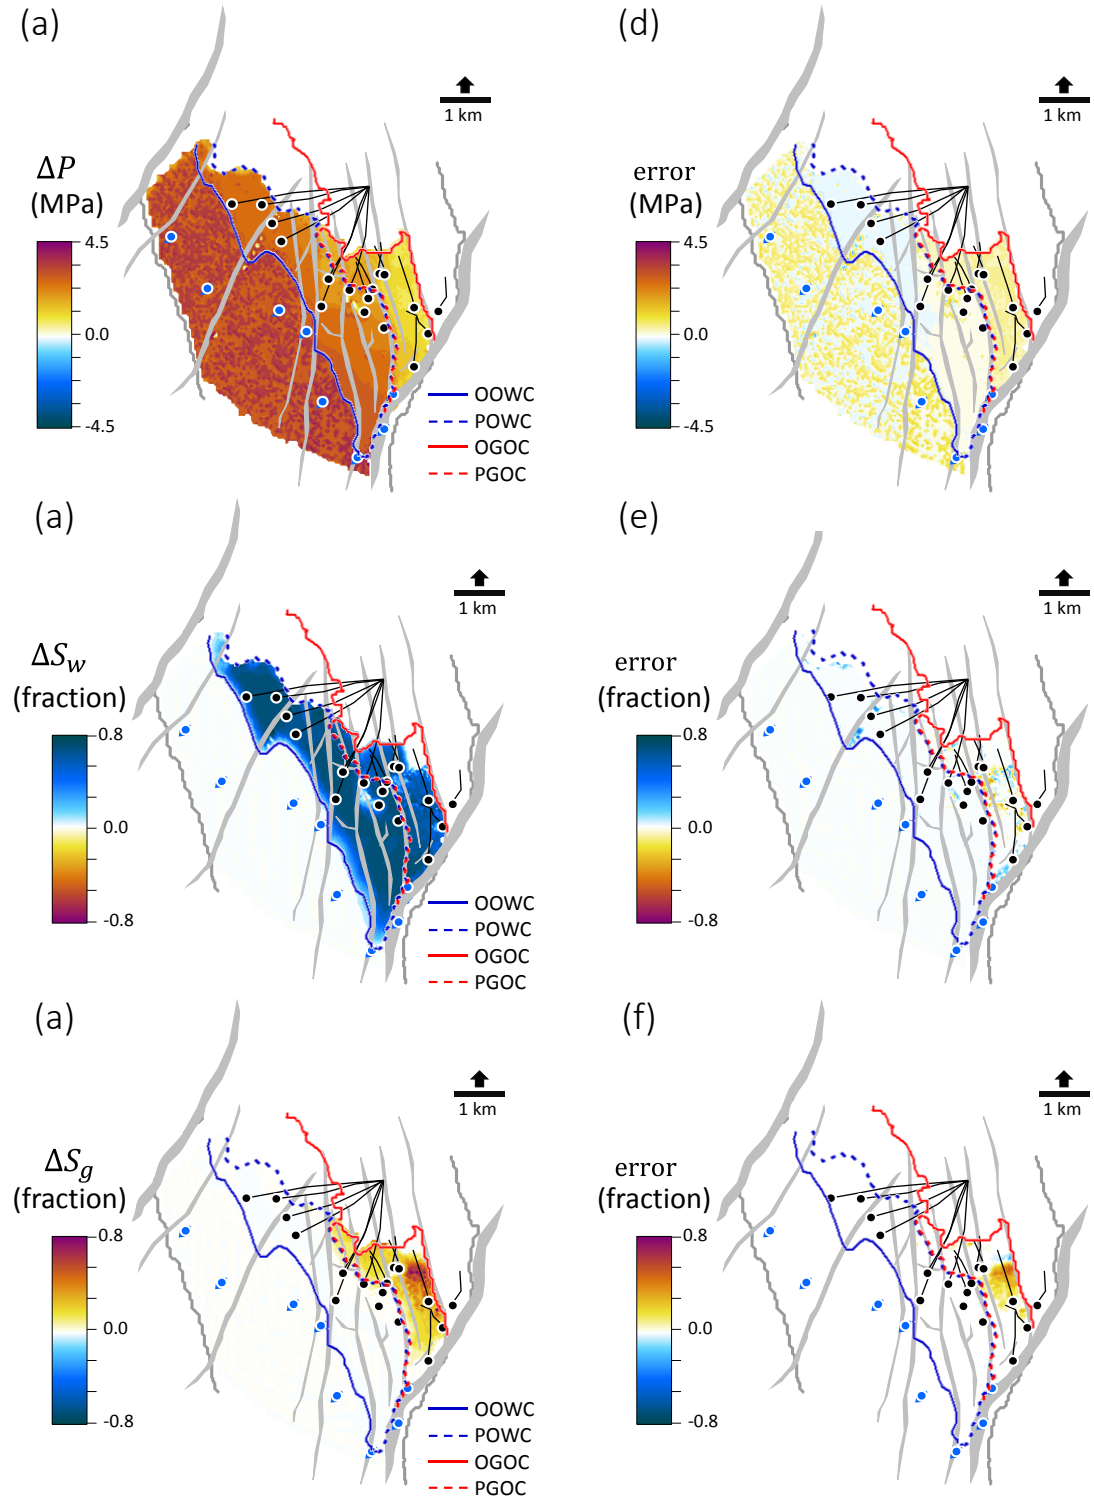 (a)
(d)
1 km
1 km
ΔP
(MPa)
error
(MPa)
4.5
0.0
-4.5
4.5
0.0
-4.5
OOWC
POWC
OGOC
PGOC
(a)
(e)
1 km
1 km
ΔS_w
(fraction)
error
(fraction)
0.8
0.0
-0.8
0.8
0.0
-0.8
OOWC
POWC
OGOC
PGOC
(a)
(f)
1 km
1 km
ΔS_g
(fraction)
error
(fraction)
0.8
0.0
-0.8
0.8
0.0
-0.8
OOWC
POWC
OGOC
PGOC